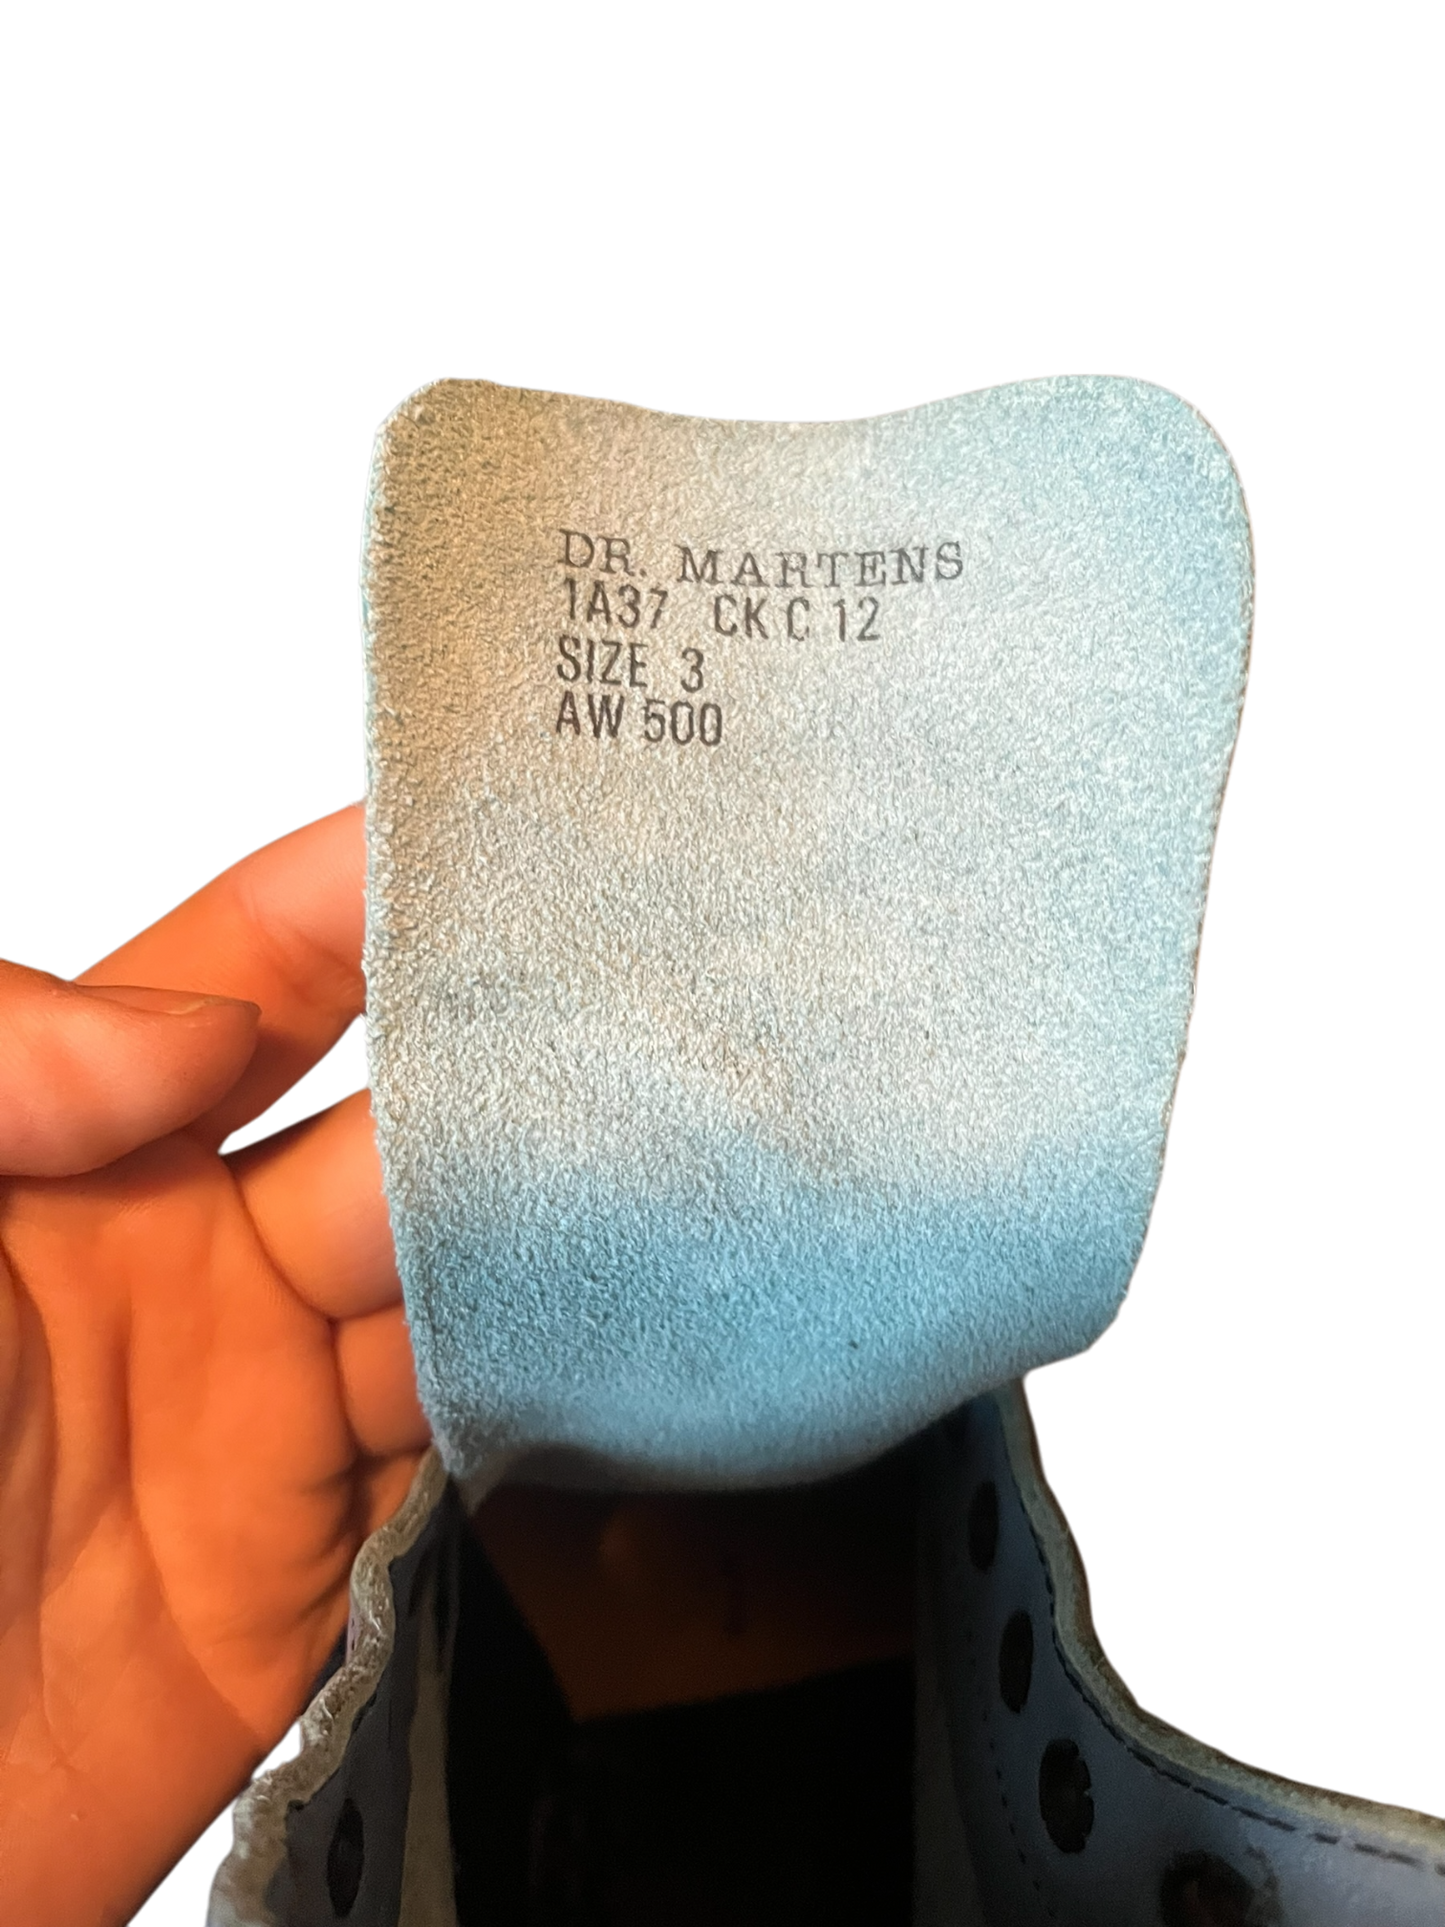 DR. MARTENS
1A37 CK C 12
SIZE 3
AW 500